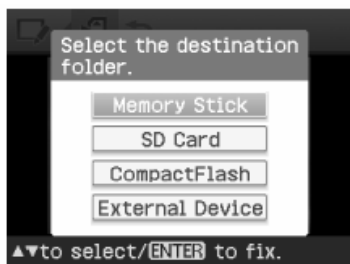 Select the destination
folder.
Memory Stick
SD Card
CompactFlash
External Device
▲▼to select/ENTER to fix.